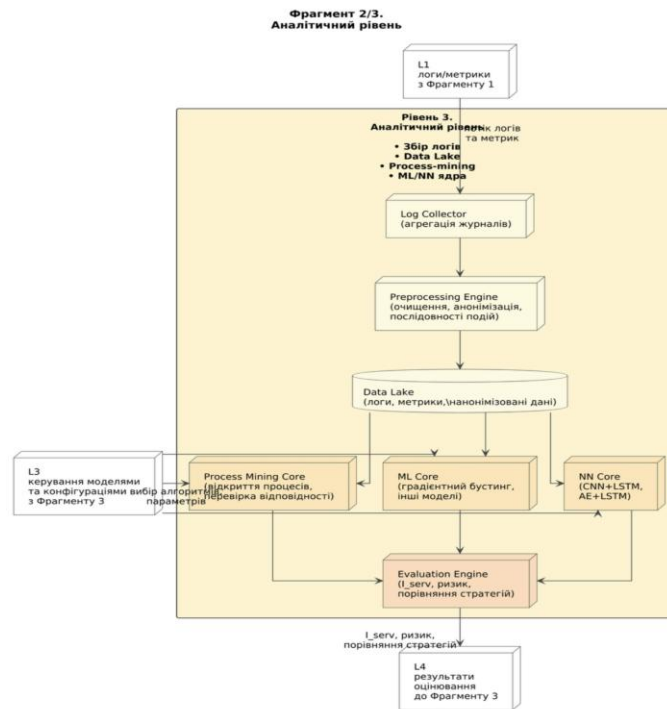 Фрагмент 2/3.
Аналітичний рівень
L1
логи/метрики
з Фрагменту 1
Рівень 3.
Аналітичний рівень
потік логів
та метрик
• Збір логів
• Data Lake
• Process-mining
• ML/NN ядра
Log Collector
(агрегація журналів)
Preprocessing Engine
(очищення, анонімізація,
послідовності подій)
Data Lake
(логи, метрики,\nанонімізовані дані)
L3
керування моделями
та конфігураціями
з Фрагменту 3
вибір алгоритмів,
параметрів
Process Mining Core
(відкриття процесів,
перевірка відповідності)
ML Core
(градієнтний бустинг,
інші моделі)
NN Core
(CNN+LSTM,
AE+LSTM)
Evaluation Engine
(I_serv, ризик,
порівняння стратегій)
I_serv, ризик,
порівняння стратегій
L4
результати
оцінювання
до Фрагменту 3